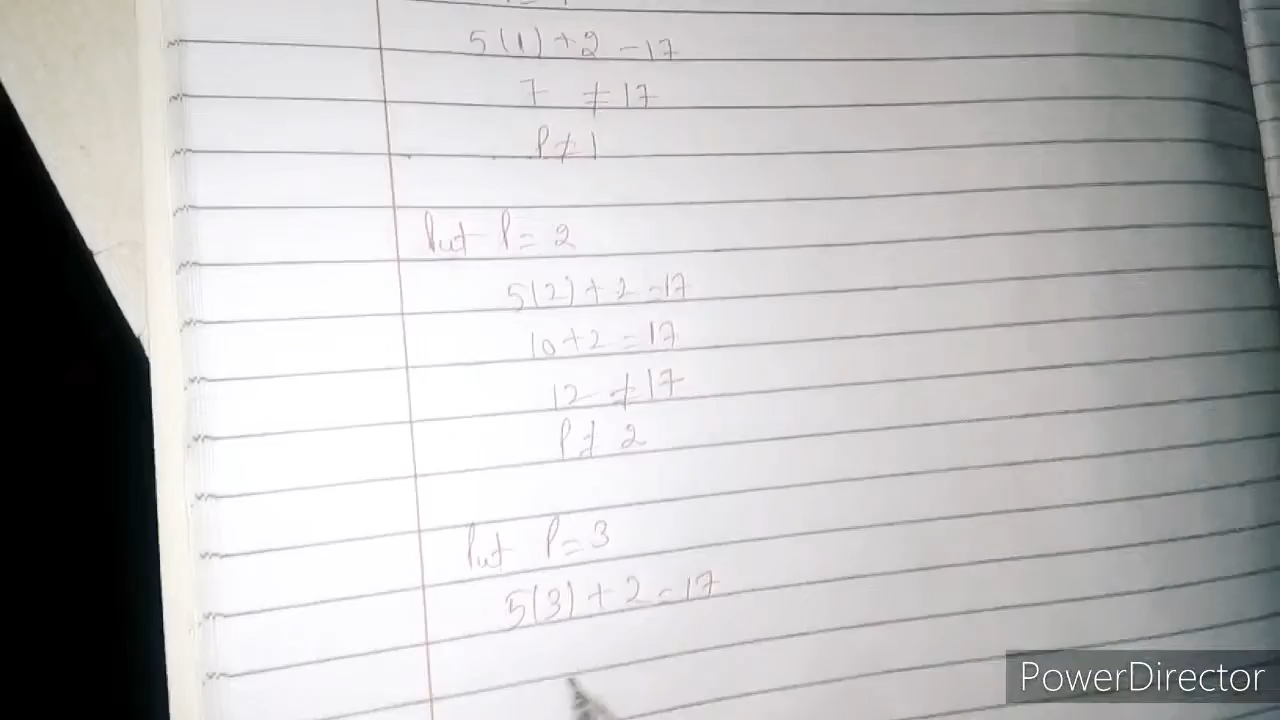 5(1)+2 = 17
7 ≠ 17
P ≠ 1
Put P = 2
5(2)+2 = 17
10+2 = 17
12 ≠ 17
P ≠ 2
Put P = 3
5(3)+2 = 17
PowerDirector